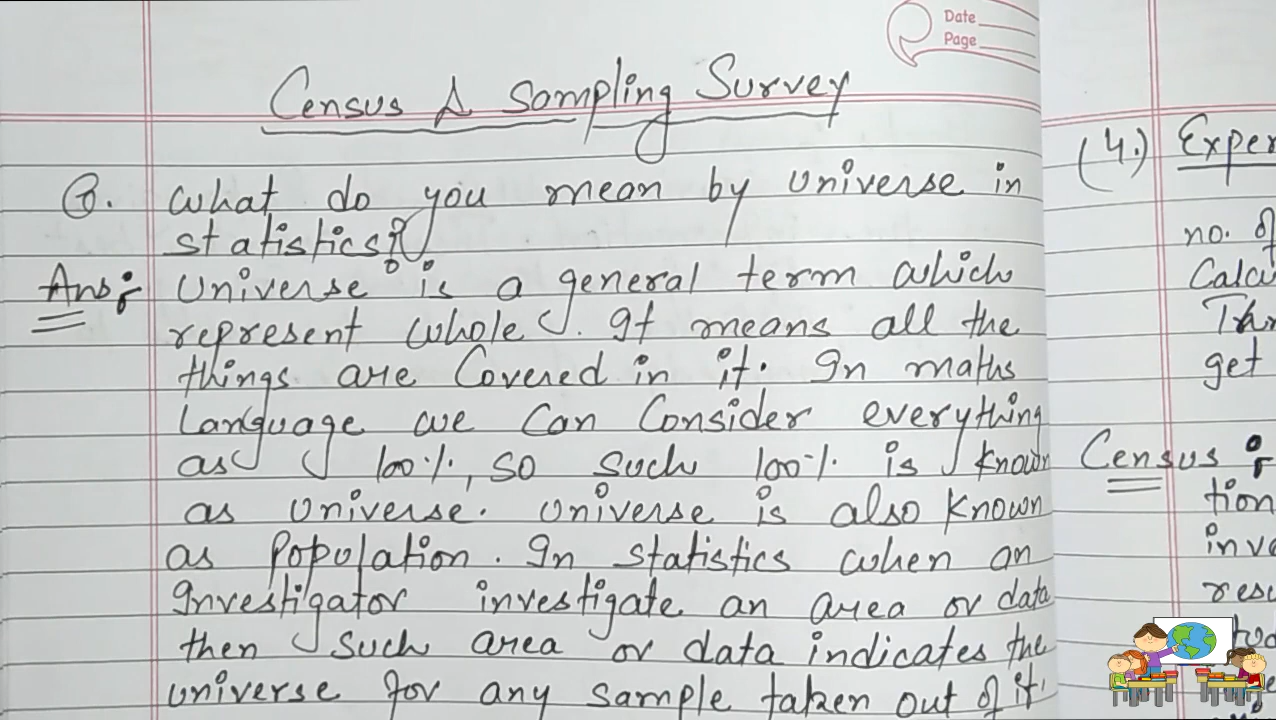 Date
Page
Census & Sampling Survey
Q. What do you mean by Universe in
statistics?
Ans: Universe is a general term which
represent whole. It means all the
things are Covered in it. In maths
Language we Can Consider everything
as 100%, so such 100% is known
as Universe. Universe is also known
as Population. In statistics when an
Investigator investigate an area or data
then such area or data indicates the
universe for any sample taken out of it.
(4.) Exper
no. of
Calcu
get
Census :
tion
inve
resu